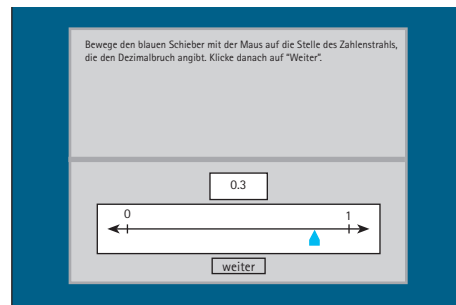 Bewege den blauen Schieber mit der Maus auf die Stelle des Zahlenstrahls,
die den Dezimalbruch angibt. Klicke danach auf "Weiter".
0.3
0 1
weiter